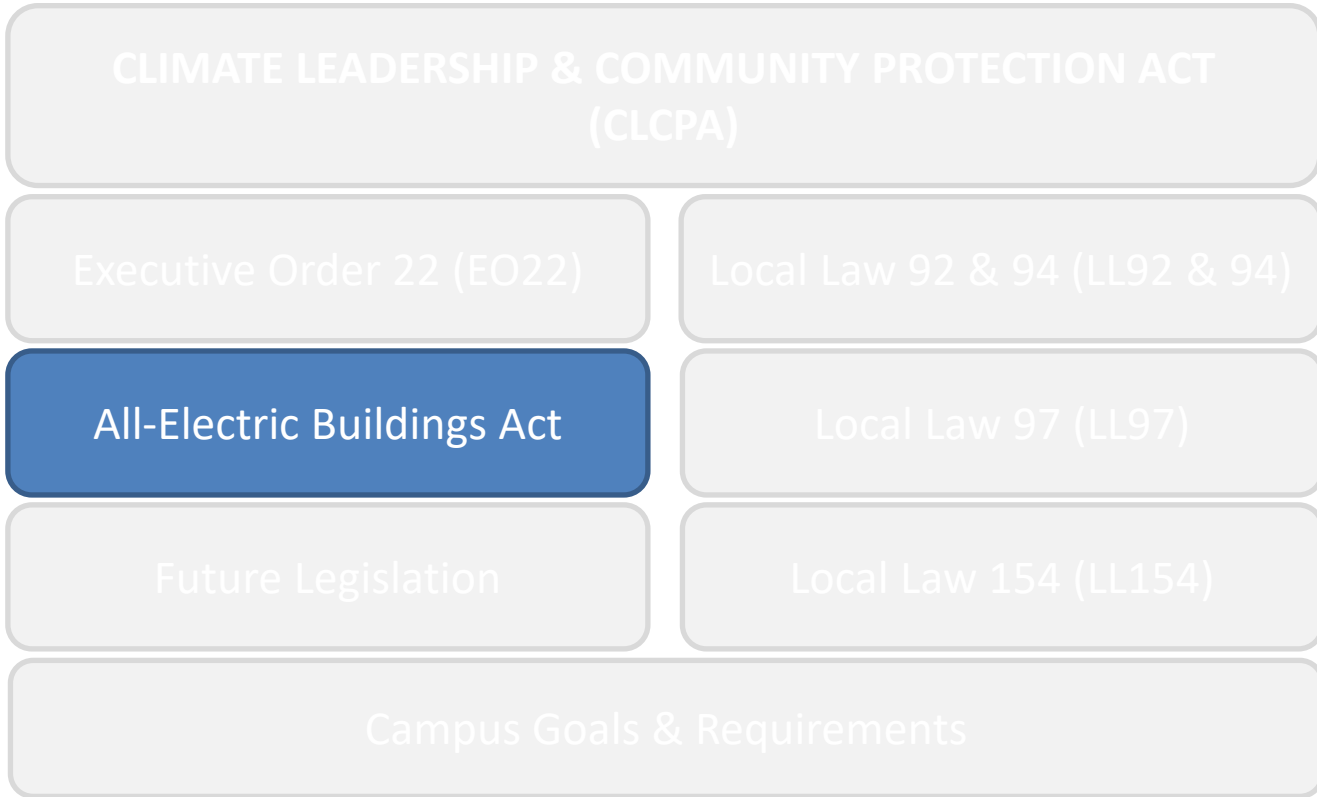 CLIMATE LEADERSHIP & COMMUNITY PROTECTION ACT
(CLCPA)
Executive Order 22 (EO22)
Local Law 92 & 94 (LL92 & 94)
All-Electric Buildings Act
Local Law 97 (LL97)
Future Legislation
Local Law 154 (LL154)
Campus Goals & Requirements